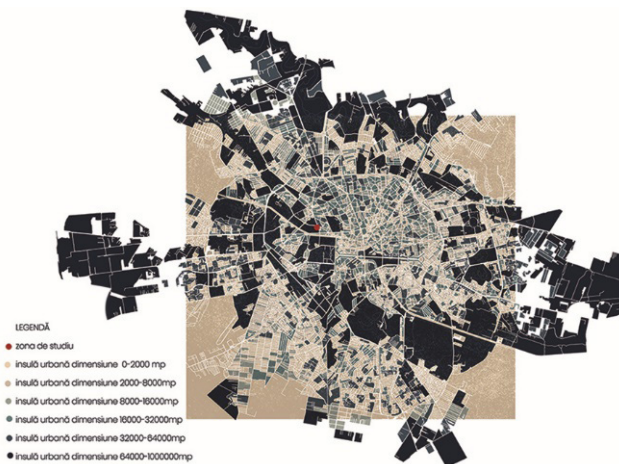 LEGENDĂ
zona de studiu
insulă urbană dimensiune 0-2000 mp
insulă urbană dimensiune 2000-8000mp
insulă urbană dimensiune 8000-16000mp
insulă urbană dimensiune 16000-32000mp
insulă urbană dimensiune 32000-64000mp
insulă urbană dimensiune 64000-1000000mp